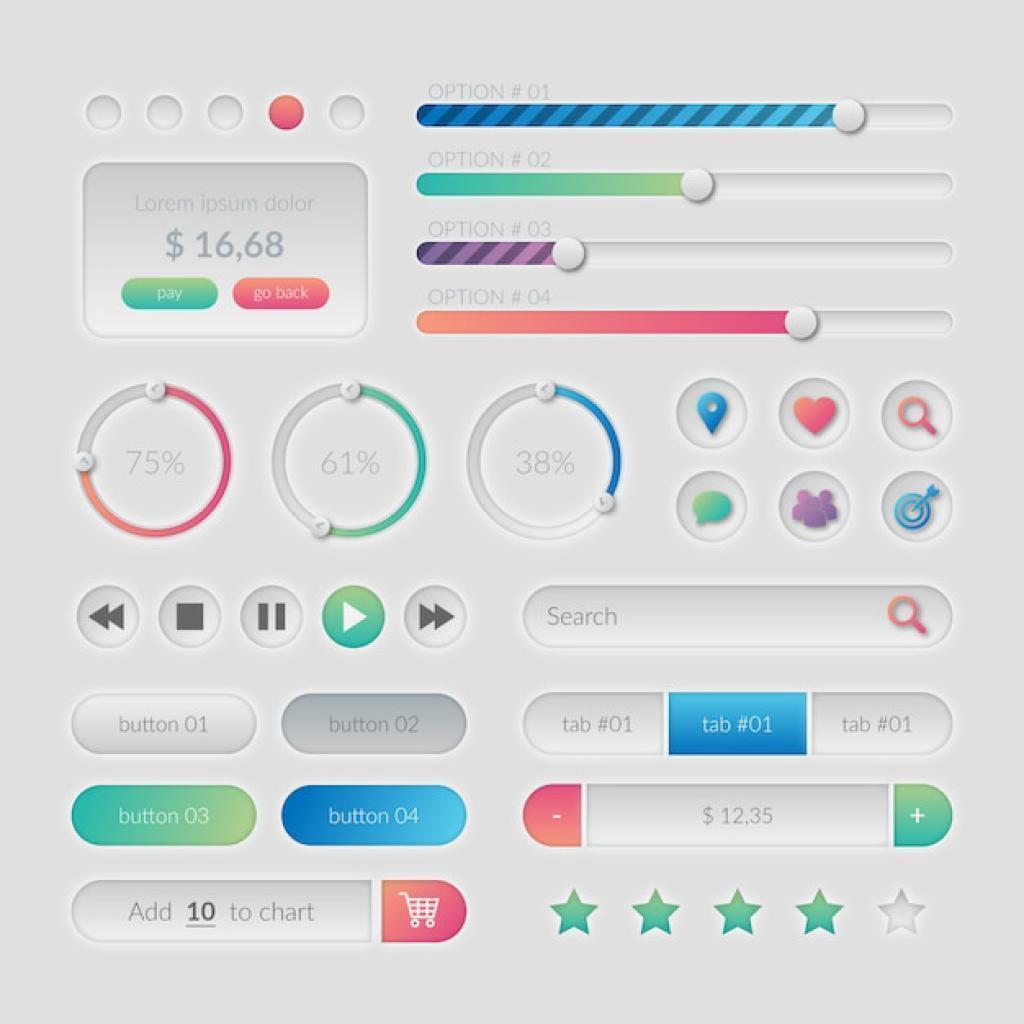 OPTION # 01
OPTION # 02
OPTION # 03
OPTION # 04
Lorem ipsum dolor
$ 16,68
pay
go back
75%
61%
38%
Search
button 01
button 02
tab #01
tab #01
tab #01
button 03
button 04
-
$ 12,35
+
Add 10 to chart